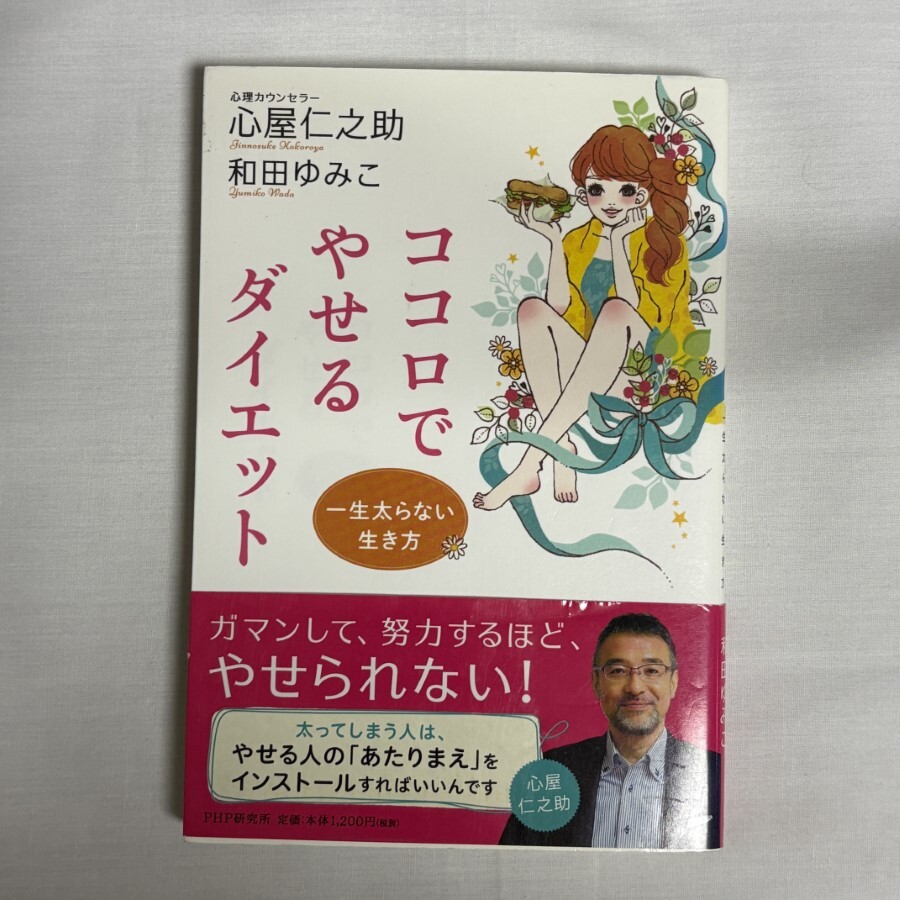 心理カウンセラー
心屋仁之助
Jinnosuke Kokoroya
和田ゆみこ
Yumiko Wada
ココロで
やせる
ダイエット
一生太らない
生き方
ガマンして、努力するほど、
やせられない!
太ってしまう人は、
やせる人の「あたりまえ」を
インストールすればいいんです
心屋
仁之助
PHP研究所 定価:本体1,200円(税別)